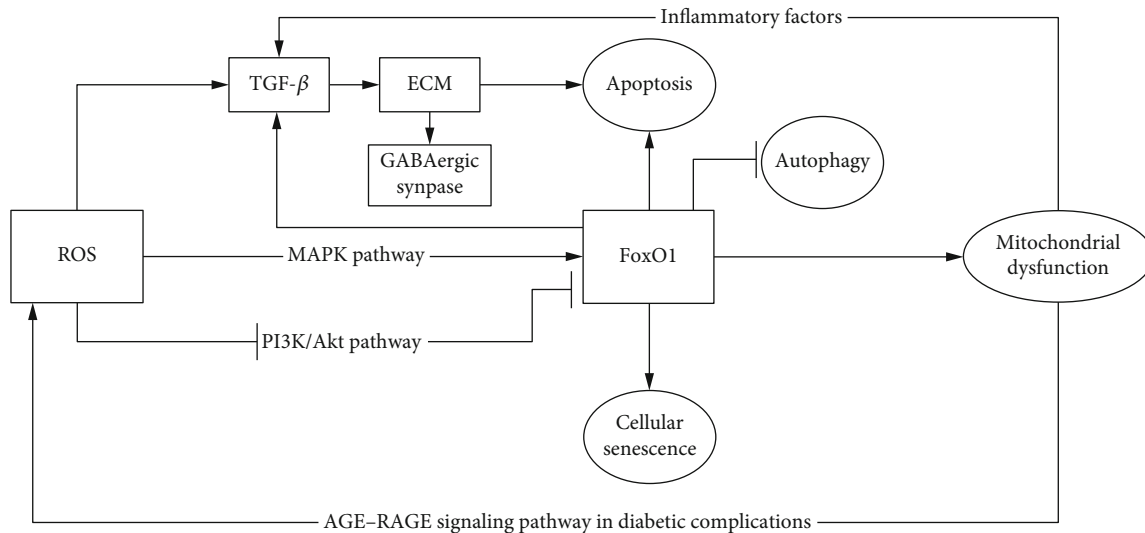 Inflammatory factors
TGF-β
ECM
Apoptosis
GABAergic
synpase
Autophagy
ROS
MAPK pathway
FoxO1
Mitochondrial
dysfunction
PI3K/Akt pathway
Cellular
senescence
AGE–RAGE signaling pathway in diabetic complications